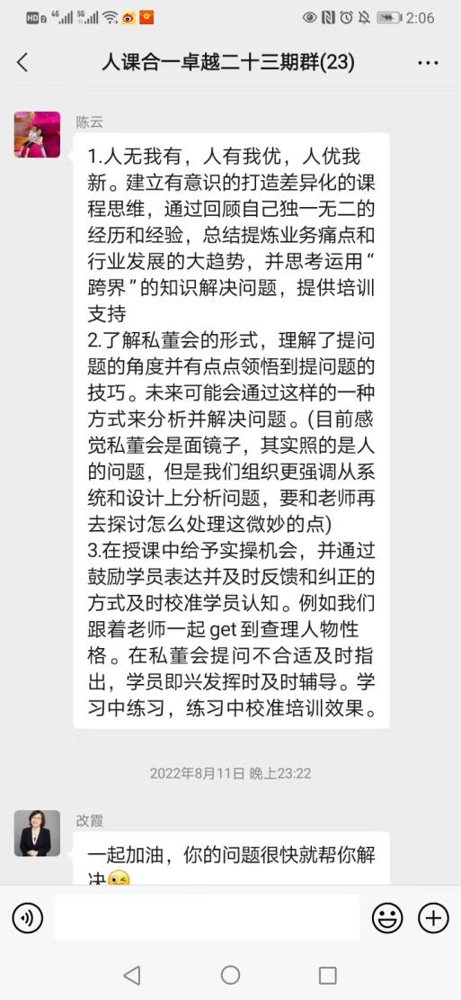 HD 2 4G 5G 2:06
人课合一卓越二十三期群(23)
陈云
1.人无我有，人有我优，人优我
新。建立有意识的打造差异化的课
程思维，通过回顾自己独一无二的
经历和经验，总结提炼业务痛点和
行业发展的大趋势，并思考运用“
跨界”的知识解决问题，提供培训
支持
2.了解私董会的形式，理解了提问
题的角度并有点点领悟到提问题的
技巧。未来可能会通过这样的一种
方式来分析并解决问题。(目前感
觉私董会是面镜子，其实照的是人
的问题，但是我们组织更强调从系
统和设计上分析问题，要和老师再
去探讨怎么处理这微妙的点)
3.在授课中给予实操机会，并通过
鼓励学员表达并及时反馈和纠正的
方式及时校准学员认知。例如我们
跟着老师一起 get 到查理人物性
格。在私董会提问不合适及时指
出，学员即兴发挥时及时辅导。学
习中练习，练习中校准培训效果。
2022年8月11日 晚上23:22
改霞
一起加油，你的问题很快就帮你解
决